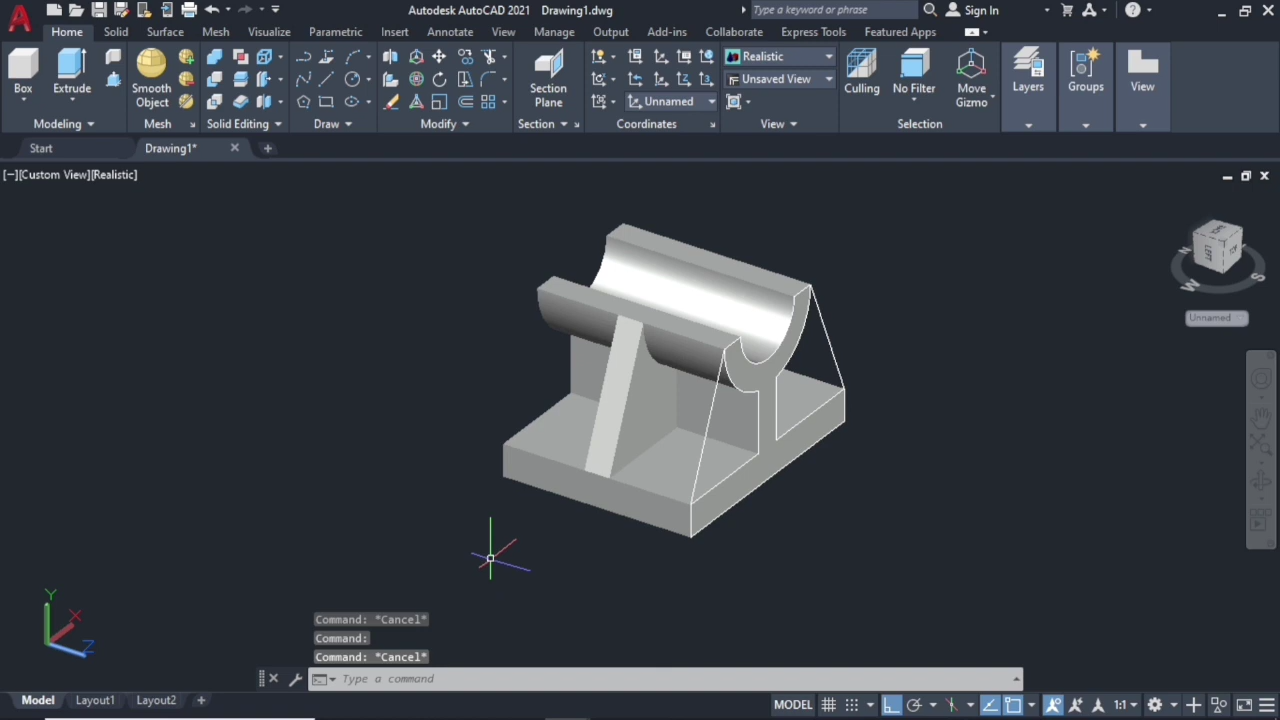 Autodesk AutoCAD 2021 Drawing1.dwg
Type a keyword or phrase
Sign In
Home Solid Surface Mesh Visualize Parametric Insert Annotate View Manage Output Add-ins Collaborate Express Tools Featured Apps
Box
Extrude
Smooth Object
Section Plane
Realistic
Unsaved View
Unnamed
Culling
No Filter
Move Gizmo
Layers
Groups
View
Modeling
Mesh
Solid Editing
Draw
Modify
Section
Coordinates
View
Selection
Start
Drawing1*
[−][Custom View][Realistic]
N
LEFT
W
S
Unnamed
Y
X
Z
Command: *Cancel*
Command:
Command: *Cancel*
Type a command
Model
Layout1
Layout2
MODEL
1:1